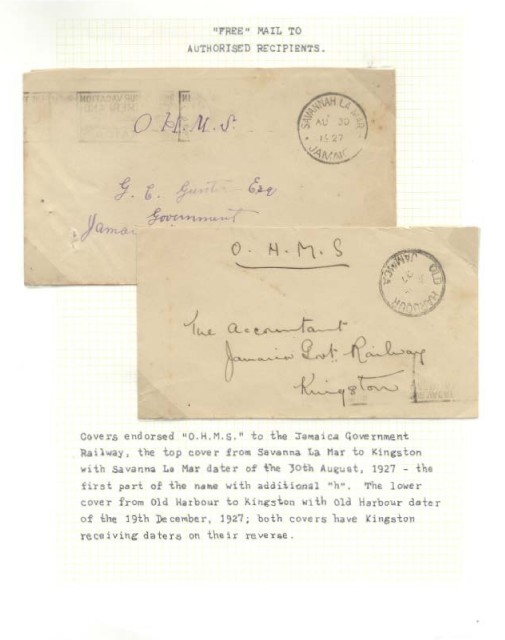 "FREE" MAIL TO
AUTHORISED RECIPIENTS.
O.H.M.S.
SAVANNAH LA MAR
AU 30
1927
JAMAICA
G. E. Gunter Esq
Jamaica Government
O.H.M.S
OLD HARBOUR
JAMAICA
The Accountant
Jamaica Govt. Railway
Kingston
Covers endorsed "O.H.M.S." to the Jamaica Government
Railway, the top cover from Savanna La Mar to Kingston
with Savanna La Mar dater of the 30th August, 1927 - the
first part of the name with additional "h". The lower
cover from Old Harbour to Kingston with Old Harbour dater
of the 19th December, 1927; both covers have Kingston
receiving daters on their reverse.